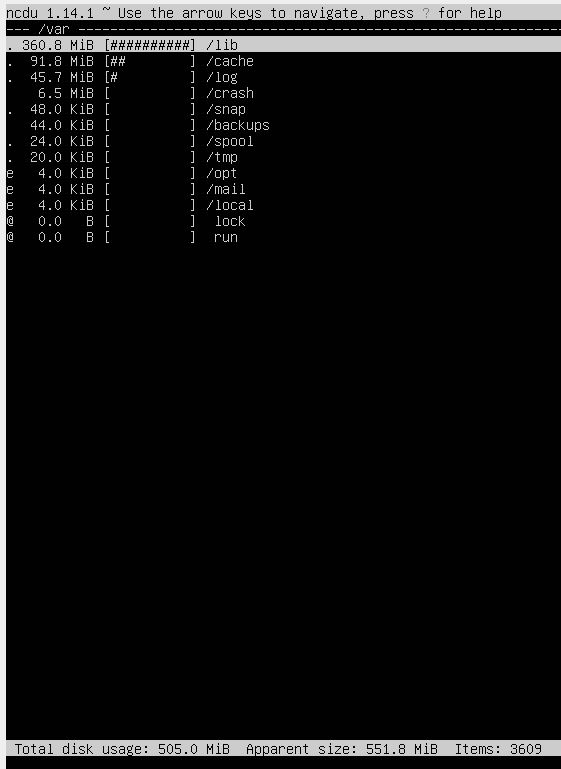 ncdu 1.14.1 ~ Use the arrow keys to navigate, press ? for help
--- /var ----------------------------------------------------------
. 360.8 MiB [##########] /lib
.  91.8 MiB [##        ] /cache
.  45.7 MiB [#         ] /log
    6.5 MiB [          ] /crash
.  48.0 KiB [          ] /snap
   44.0 KiB [          ] /backups
.  24.0 KiB [          ] /spool
.  20.0 KiB [          ] /tmp
e   4.0 KiB [          ] /opt
e   4.0 KiB [          ] /mail
e   4.0 KiB [          ] /local
@   0.0   B [          ]  lock
@   0.0   B [          ]  run
Total disk usage: 505.0 MiB  Apparent size: 551.8 MiB  Items: 3609